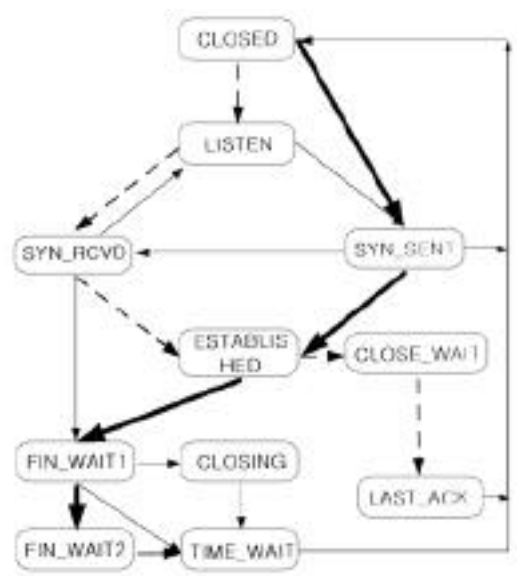 CLOSED
LISTEN
SYN_RCVD
SYN_SENT
ESTABLIS
HED
CLOSE_WAIT
FIN_WAIT1
CLOSING
LAST_ACK
FIN_WAIT2
TIME_WAIT